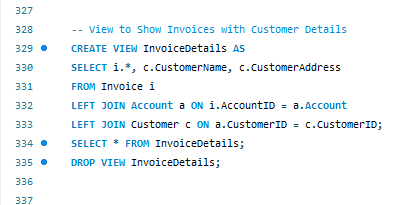 327
328 -- View to Show Invoices with Customer Details
329 CREATE VIEW InvoiceDetails AS
330 SELECT i.*, c.CustomerName, c.CustomerAddress
331 FROM Invoice i
332 LEFT JOIN Account a ON i.AccountID = a.Account
333 LEFT JOIN Customer c ON a.CustomerID = c.CustomerID;
334 SELECT * FROM InvoiceDetails;
335 DROP VIEW InvoiceDetails;
336
337